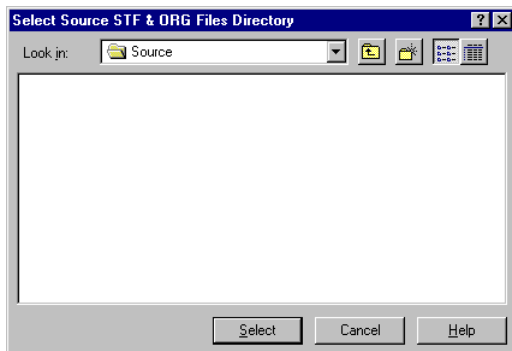 Select Source STF & ORG Files Directory
Look in: Source
Select Cancel Help